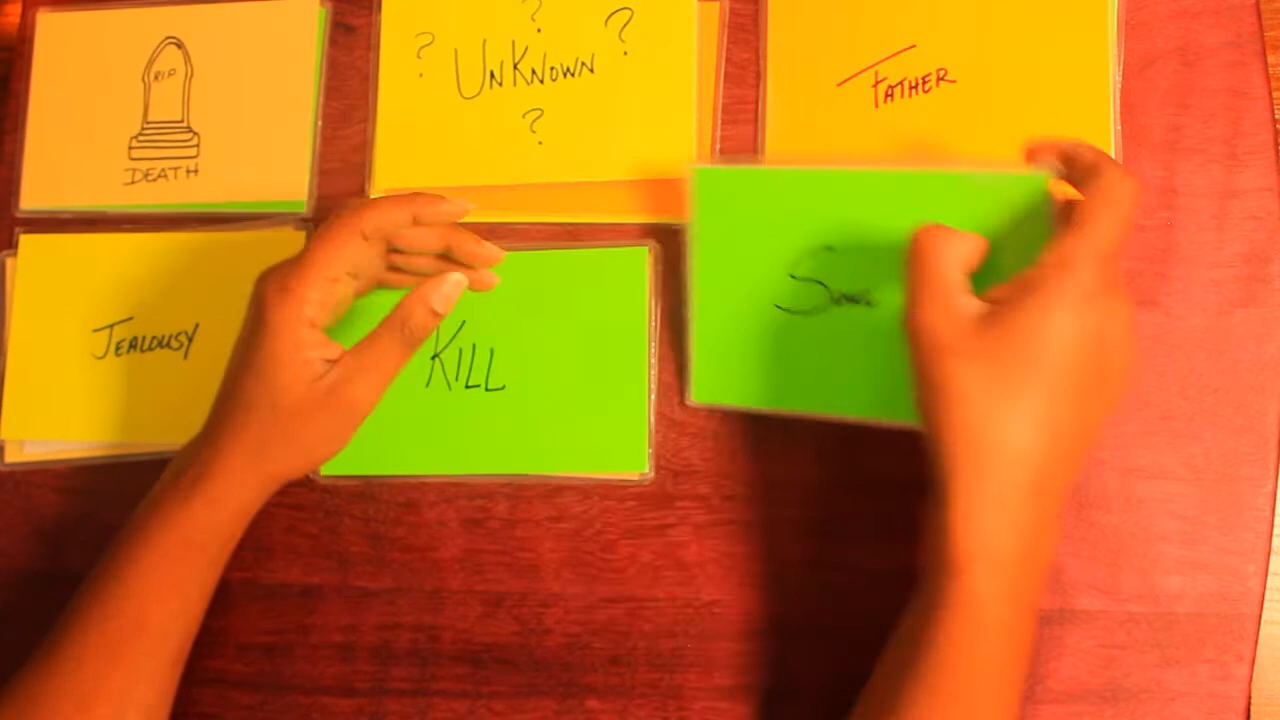 RIP
DEATH
? ? ?
UNKNOWN
?
FATHER
JEALOUSY
KILL